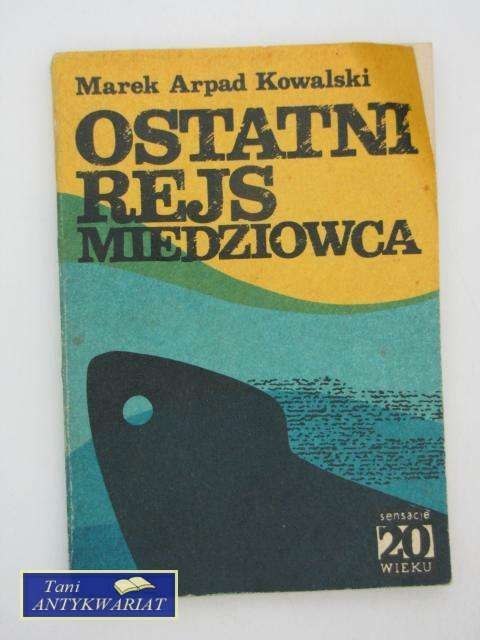 Marek Arpad Kowalski
OSTATNI
REJS
MIEDZIOWCA
sensacje
20
WIEKU
Tani
ANTYKWARIAT